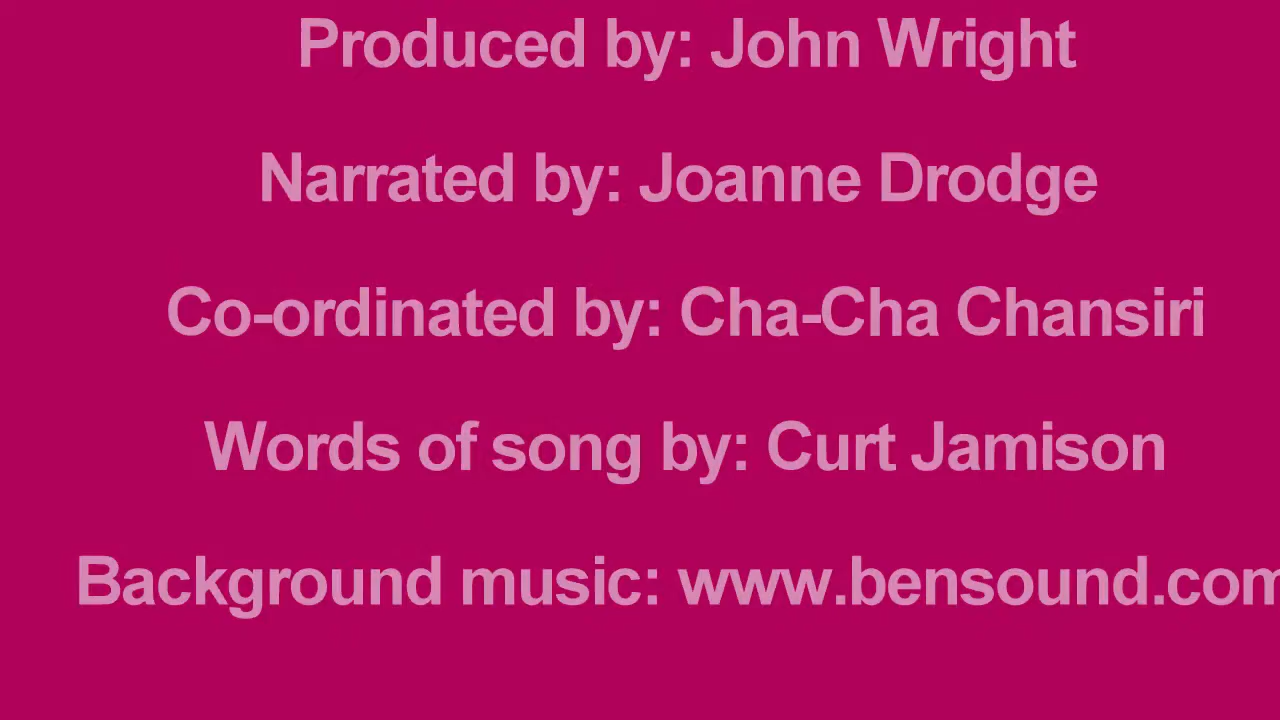 Produced by: John Wright
Narrated by: Joanne Drodge
Co-ordinated by: Cha-Cha Chansiri
Words of song by: Curt Jamison
Background music: www.bensound.com